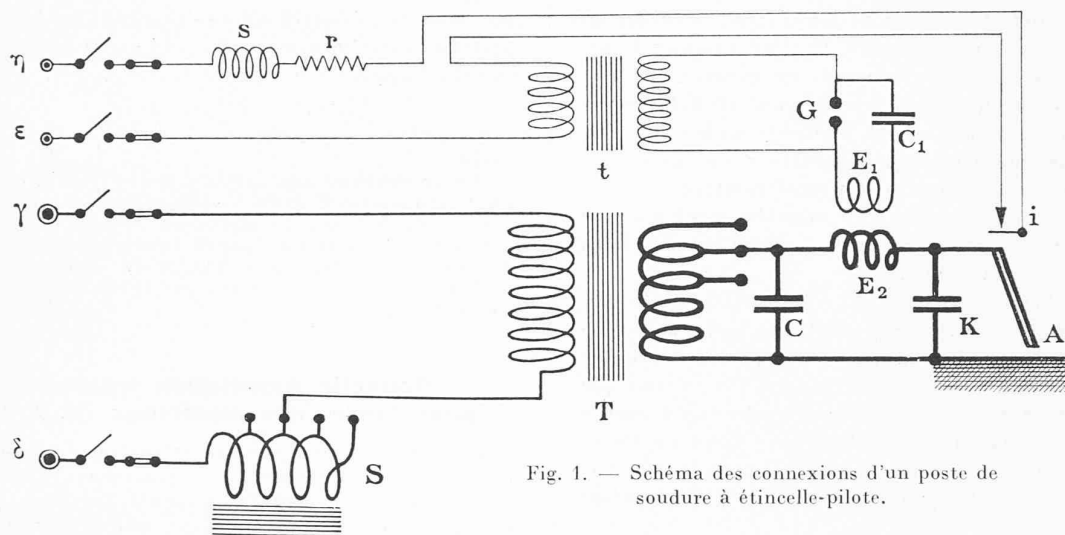 η
s
r
ε
t
G
C₁
E₁
γ
i
E₂
C
K
A
T
δ
S
Fig. 1. — Schéma des connexions d'un poste de
soudure à étincelle-pilote.